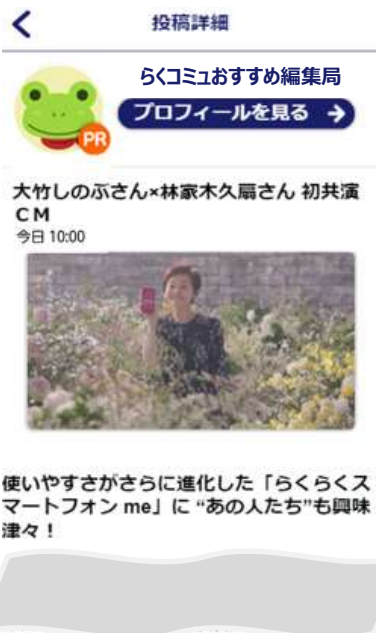 投稿詳細
らくコミュおすすめ編集局
プロフィールを見る →
PR
大竹しのぶさん×林家木久扇さん 初共演
CM
今日 10:00
使いやすさがさらに進化した「らくらくス
マートフォン me」に “あの人たち”も興味
津々！